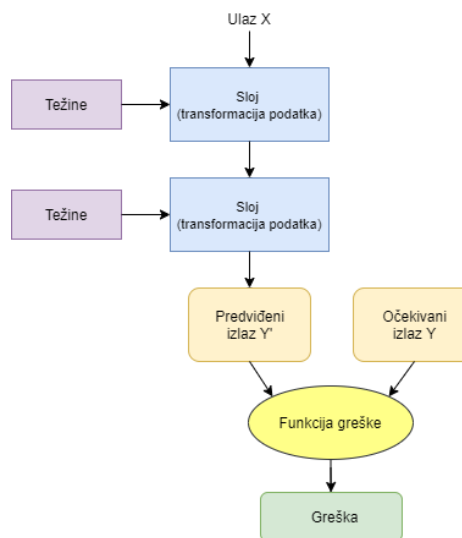 Ulaz X
Težine
Sloj
(transformacija podatka)
Težine
Sloj
(transformacija podatka)
Predviđeni
izlaz Y'
Očekivani
izlaz Y
Funkcija greške
Greška